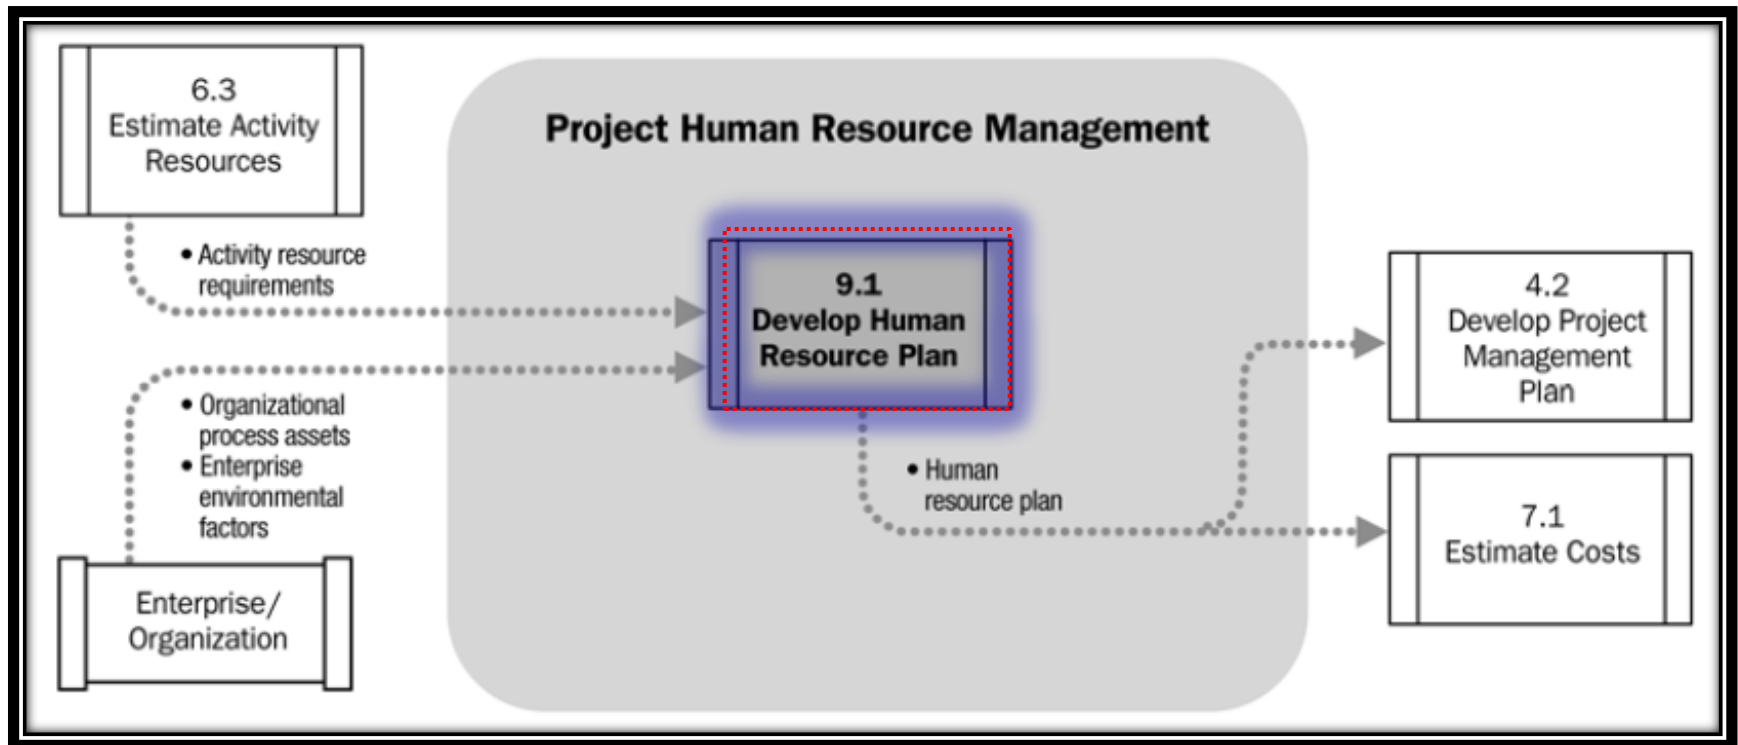 6.3
Estimate Activity
Resources
• Activity resource
requirements
• Organizational
process assets
• Enterprise
environmental
factors
Enterprise/
Organization
Project Human Resource Management
9.1
Develop Human
Resource Plan
• Human
resource plan
4.2
Develop Project
Management
Plan
7.1
Estimate Costs